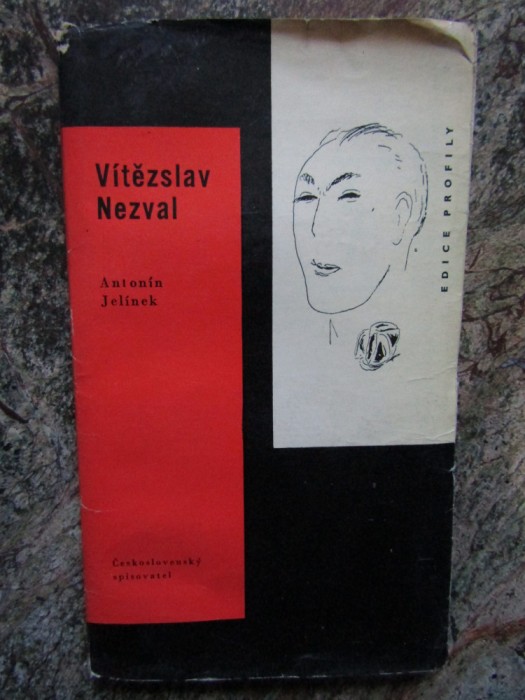 Vítězslav
Nezval
Antonín
Jelínek
Československý
spisovatel
EDICE PROFILY